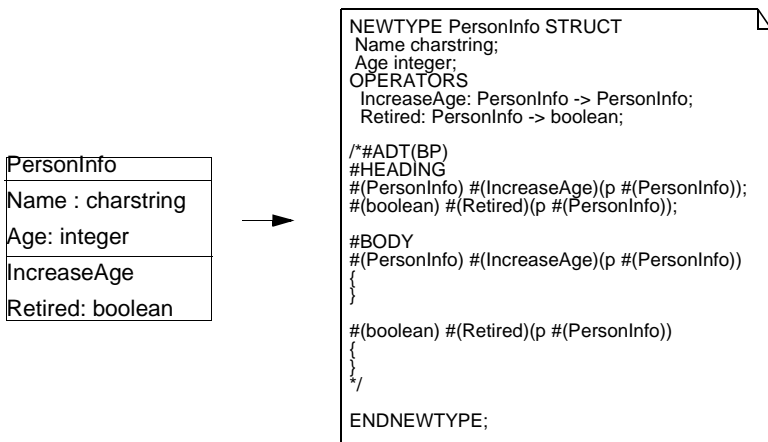 PersonInfo
Name : charstring
Age: integer
IncreaseAge
Retired: boolean
NEWTYPE PersonInfo STRUCT
Name charstring;
Age integer;
OPERATORS
IncreaseAge: PersonInfo -> PersonInfo;
Retired: PersonInfo -> boolean;
/*#ADT(BP)
#HEADING
#(PersonInfo) #(IncreaseAge)(p #(PersonInfo));
#(boolean) #(Retired)(p #(PersonInfo));
#BODY
#(PersonInfo) #(IncreaseAge)(p #(PersonInfo))
{
}
#(boolean) #(Retired)(p #(PersonInfo))
{
}
*/
ENDNEWTYPE;